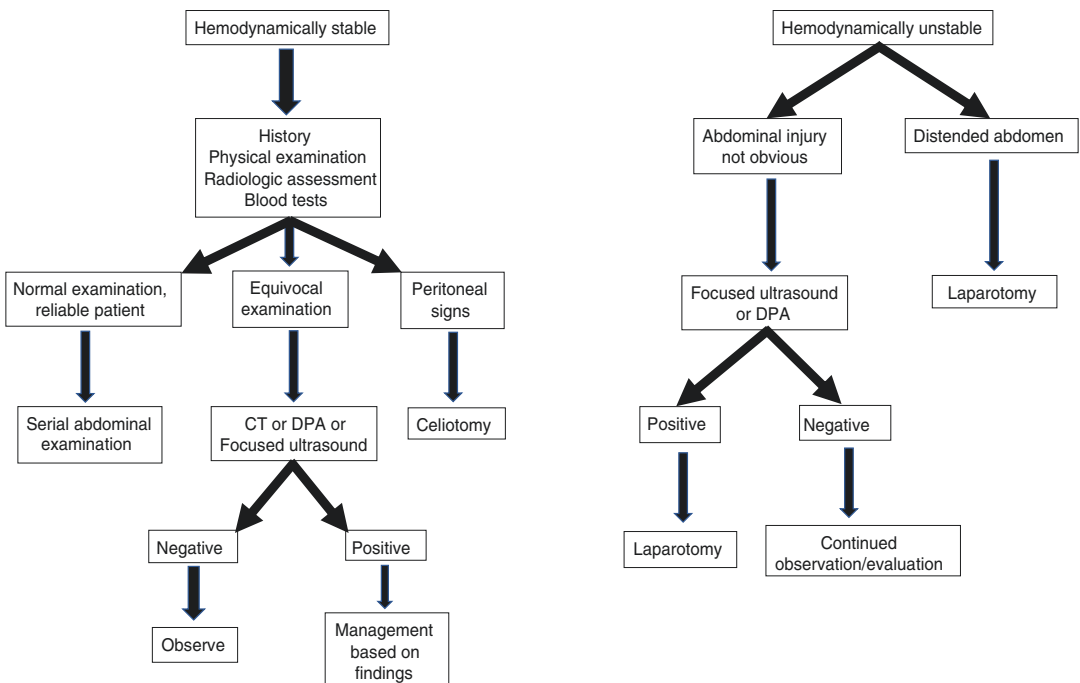 Hemodynamically stable
History
Physical examination
Radiologic assessment
Blood tests
Normal examination,
reliable patient
Equivocal
examination
Peritoneal
signs
Serial abdominal
examination
CT or DPA or
Focused ultrasound
Celiotomy
Negative
Positive
Observe
Management
based on
findings
Hemodynamically unstable
Abdominal injury
not obvious
Distended abdomen
Focused ultrasound
or DPA
Laparotomy
Positive
Negative
Laparotomy
Continued
observation/evaluation